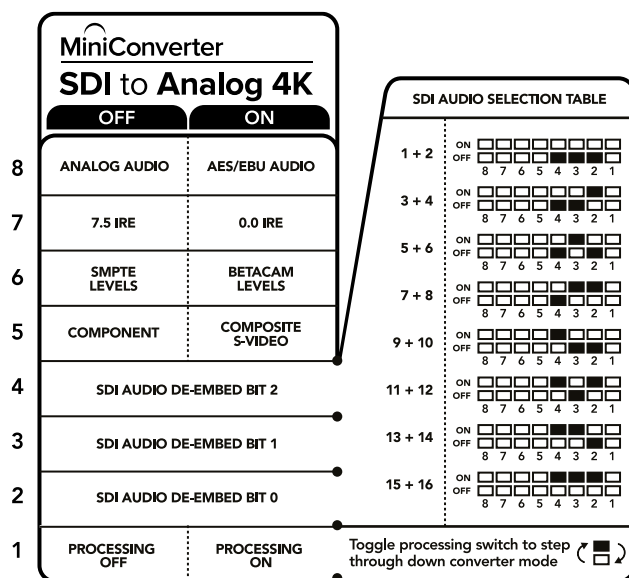 MiniConverter
SDI to Analog 4K
OFF ON
8 ANALOG AUDIO AES/EBU AUDIO
7 7.5 IRE 0.0 IRE
6 SMPTE LEVELS BETACAM LEVELS
5 COMPONENT COMPOSITE S-VIDEO
4 SDI AUDIO DE-EMBED BIT 2
3 SDI AUDIO DE-EMBED BIT 1
2 SDI AUDIO DE-EMBED BIT 0
1 PROCESSING OFF PROCESSING ON
SDI AUDIO SELECTION TABLE
1 + 2 ON
OFF
8 7 6 5 4 3 2 1
3 + 4 ON
OFF
8 7 6 5 4 3 2 1
5 + 6 ON
OFF
8 7 6 5 4 3 2 1
7 + 8 ON
OFF
8 7 6 5 4 3 2 1
9 + 10 ON
OFF
8 7 6 5 4 3 2 1
11 + 12 ON
OFF
8 7 6 5 4 3 2 1
13 + 14 ON
OFF
8 7 6 5 4 3 2 1
15 + 16 ON
OFF
8 7 6 5 4 3 2 1
Toggle processing switch to step
through down converter mode